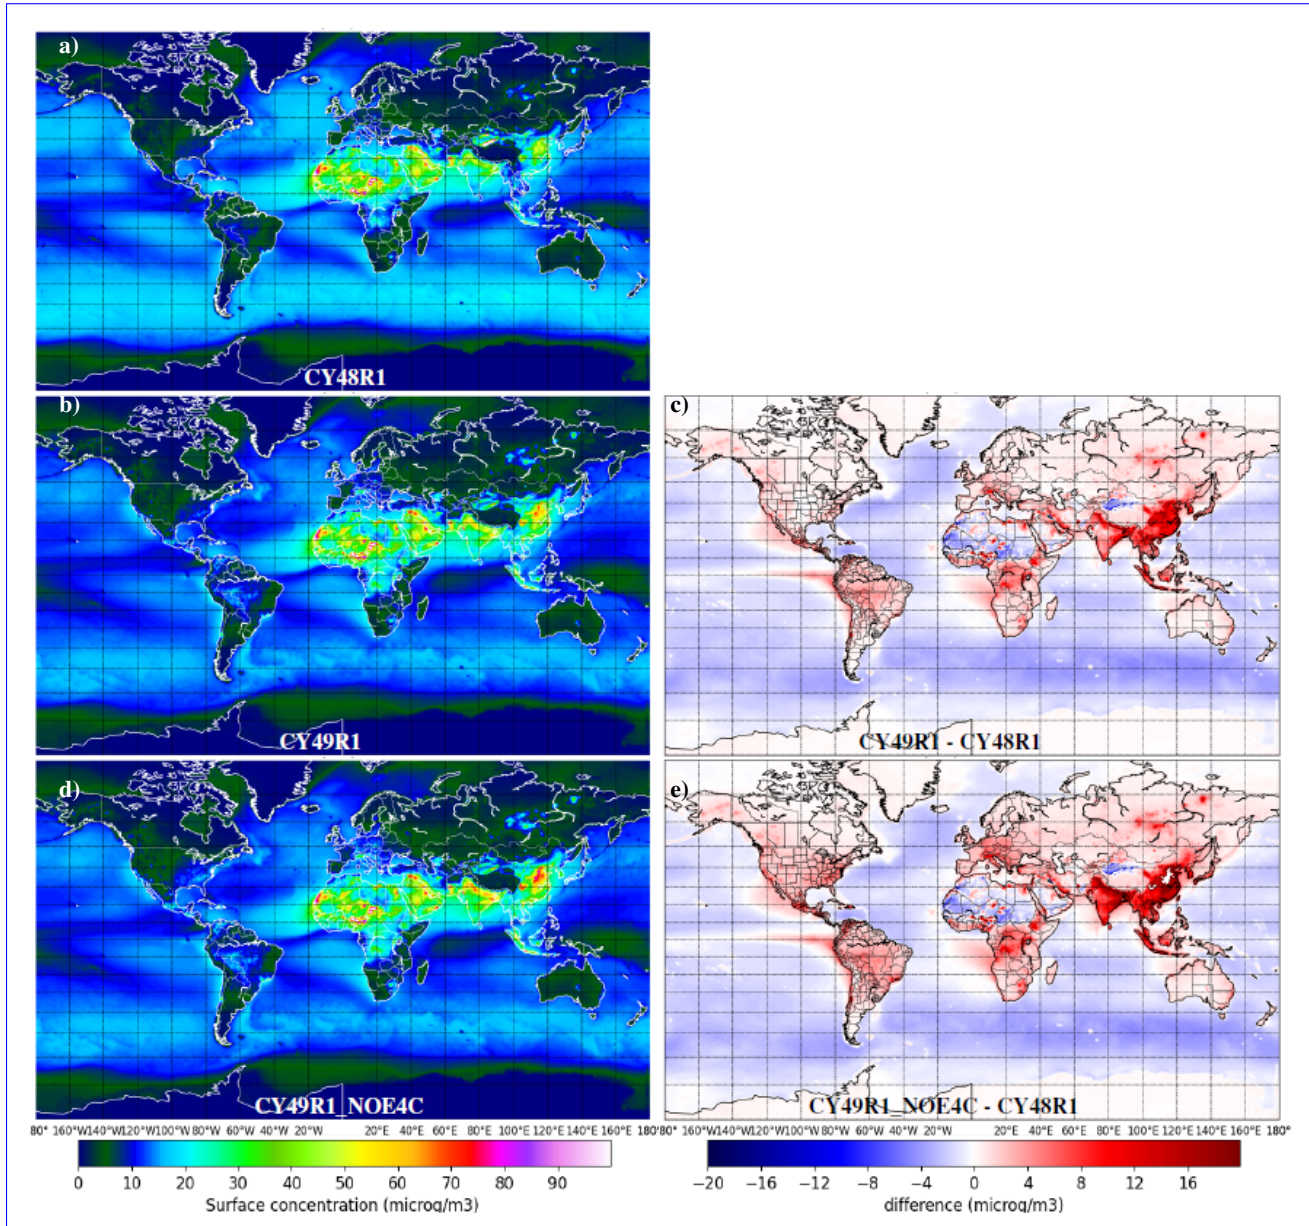 a)
CY48R1
b)
c)
CY49R1
CY49R1 - CY48R1
d)
e)
CY49R1_NOE4C
CY49R1_NOE4C - CY48R1
80° 160°W140°W120°W100°W 80°W 60°W 40°W 20°W 20°E 40°E 60°E 80°E 100°E 120°E 140°E 160°E 180°
80° 160°W140°W120°W100°W 80°W 60°W 40°W 20°W 20°E 40°E 60°E 80°E 100°E 120°E 140°E 160°E 180°
0 10 20 30 40 50 60 70 80 90
−20 −16 −12 −8 −4 0 4 8 12 16
Surface concentration (microg/m3)
difference (microg/m3)